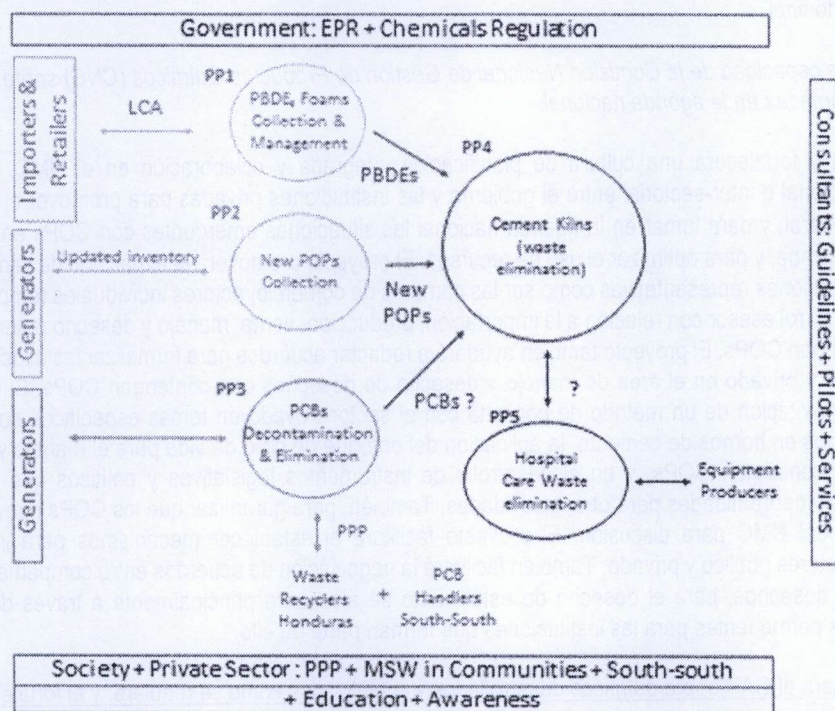 Government: EPR + Chemicals Regulation
Importers &
Retailers
LCA
PP1
PBDE, Foams
Collection &
Management
PBDEs
PP4
Cement Kilns
(waste
elimination)
PP2
Generators
Updated inventory
New POPs
Collection
New
POPs
PP3
Generators
PCBs
Decontamination
& Elimination
PCBs ?
?
PP5
Hospital
Care Waste
elimination
Equipment
Producers
PPP
Waste
Recyclers
Honduras
+
PCB
Handlers
South-South
Consultants: Guidelines + Pilots + Services
Society + Private Sector : PPP + MSW in Communities + South-south
+ Education + Awareness